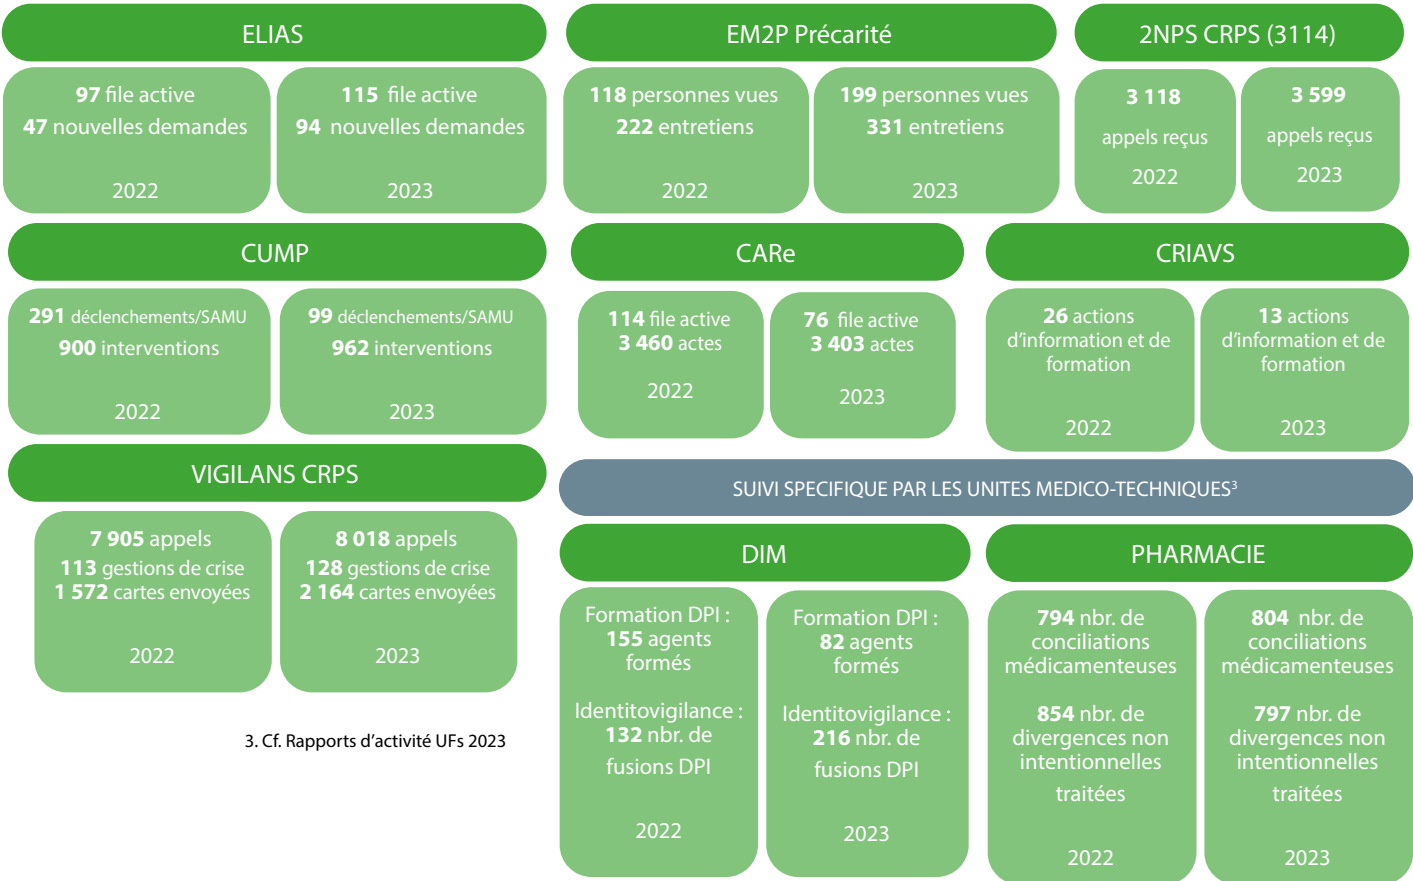 ELIAS
97 file active
47 nouvelles demandes
2022
115 file active
94 nouvelles demandes
2023
EM2P Précarité
118 personnes vues
222 entretiens
2022
199 personnes vues
331 entretiens
2023
2NPS CRPS (3114)
3 118
appels reçus
2022
3 599
appels reçus
2023
CUMP
291 déclenchements/SAMU
900 interventions
2022
99 déclenchements/SAMU
962 interventions
2023
CARe
114 file active
3 460 actes
2022
76 file active
3 403 actes
2023
CRIAVS
26 actions
d'information et de
formation
2022
13 actions
d'information et de
formation
2023
VIGILANS CRPS
7 905 appels
113 gestions de crise
1 572 cartes envoyées
2022
8 018 appels
128 gestions de crise
2 164 cartes envoyées
2023
3. Cf. Rapports d'activité UFs 2023
SUIVI SPECIFIQUE PAR LES UNITES MEDICO-TECHNIQUES³
DIM
Formation DPI :
155 agents
formés
Identitovigilance :
132 nbr. de
fusions DPI
2022
Formation DPI :
82 agents
formés
Identitovigilance :
216 nbr. de
fusions DPI
2023
PHARMACIE
794 nbr. de
conciliations
médicamenteuses
854 nbr. de
divergences non
intentionnelles
traitées
2022
804 nbr. de
conciliations
médicamenteuses
797 nbr. de
divergences non
intentionnelles
traitées
2023